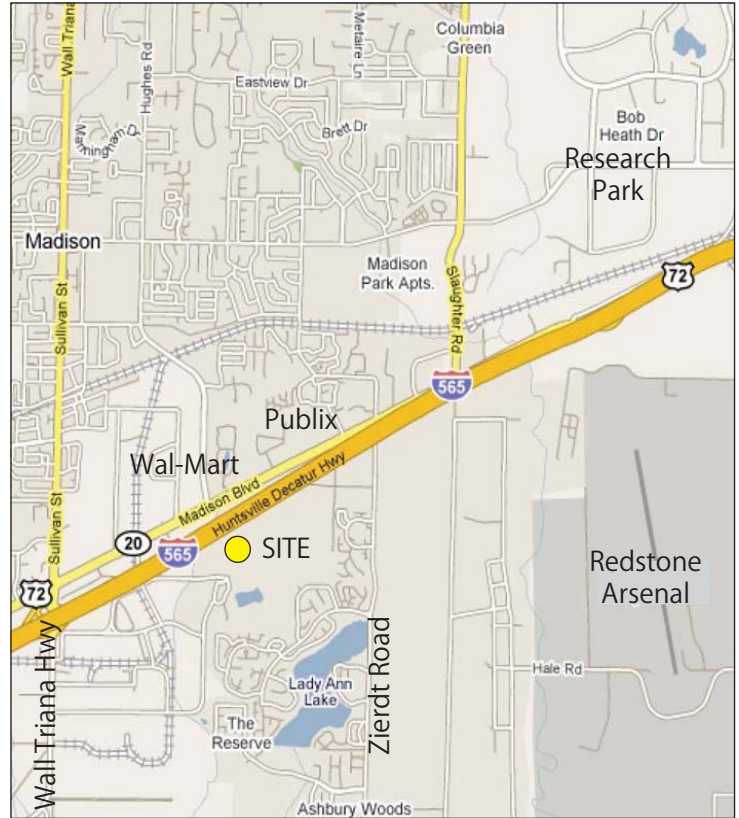 Wall Triana
Hughes Rd
Metaire Ln
Columbia
Green
Eastview Dr
Brett Dr
Bob
Heath Dr
Research
Park
Madison
Madison
Park Apts.
Slaughter Rd
Sullivan St
72
565
Publix
Wal-Mart
Madison Blvd
Huntsville Decatur Hwy
Sullivan St
20
565
SITE
72
Redstone
Arsenal
Wall Triana Hwy
Zierdt Road
Hale Rd
Lady Ann
Lake
The
Reserve
Ashbury Woods